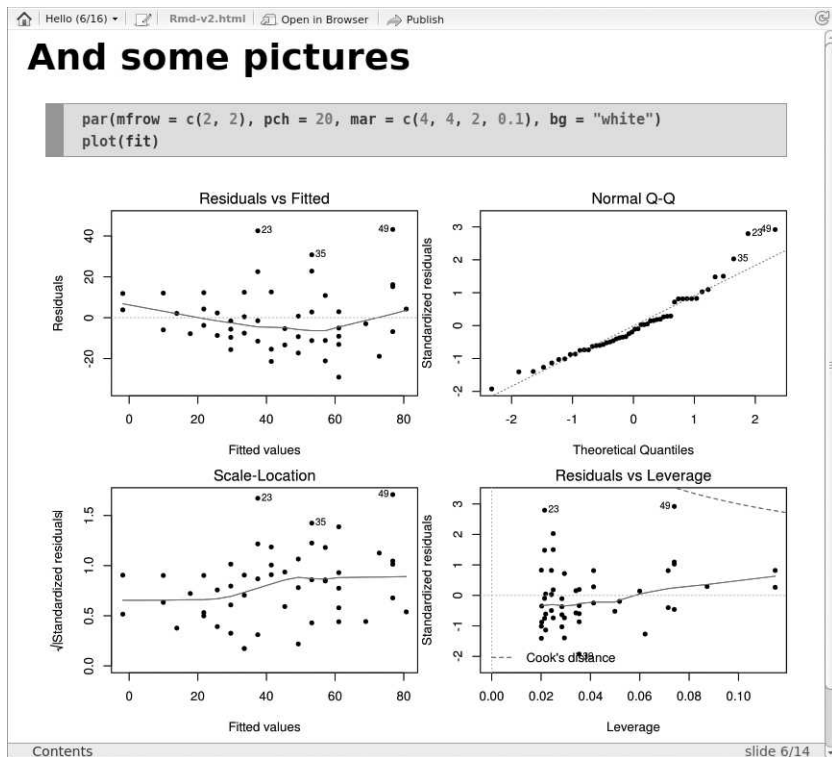 Hello (6/16) Rmd-v2.html Open in Browser Publish
And some pictures
par(mfrow = c(2, 2), pch = 20, mar = c(4, 4, 2, 0.1), bg = "white")
plot(fit)
Residuals vs Fitted
Residuals
40
20
0
-20
23
35
49
0 20 40 60 80
Fitted values
Normal Q-Q
Standardized residuals
3
2
1
0
-1
-2
23
49
35
-2 -1 0 1 2
Theoretical Quantiles
Scale-Location
√|Standardized residuals|
1.5
1.0
0.5
0.0
23
35
49
0 20 40 60 80
Fitted values
Residuals vs Leverage
Standardized residuals
3
2
1
0
-1
-2
23
49
Cook's distance
0.00 0.02 0.04 0.06 0.08 0.10
Leverage
Contents slide 6/14